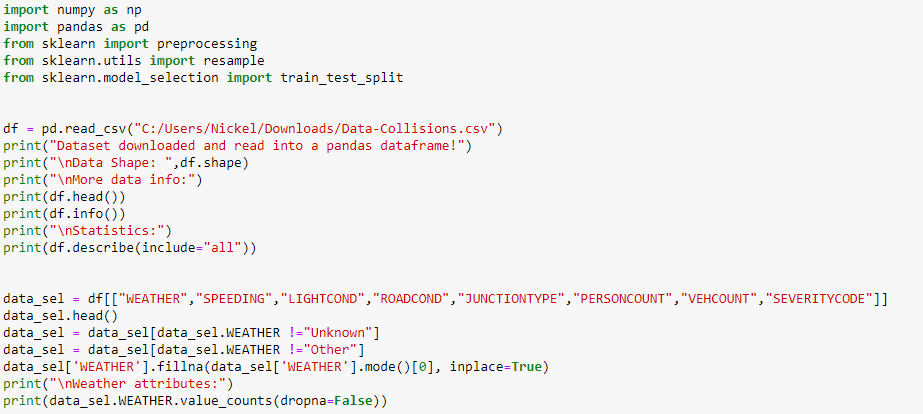 import numpy as np
import pandas as pd
from sklearn import preprocessing
from sklearn.utils import resample
from sklearn.model_selection import train_test_split
df = pd.read_csv("C:/Users/Nickel/Downloads/Data-Collisions.csv")
print("Dataset downloaded and read into a pandas dataframe!")
print("\nData Shape: ",df.shape)
print("\nMore data info:")
print(df.head())
print(df.info())
print("\nStatistics:")
print(df.describe(include="all"))
data_sel = df[["WEATHER","SPEEDING","LIGHTCOND","ROADCOND","JUNCTIONTYPE","PERSONCOUNT","VEHCOUNT","SEVERITYCODE"]]
data_sel.head()
data_sel = data_sel[data_sel.WEATHER !="Unknown"]
data_sel = data_sel[data_sel.WEATHER !="Other"]
data_sel['WEATHER'].fillna(data_sel['WEATHER'].mode()[0], inplace=True)
print("\nWeather attributes:")
print(data_sel.WEATHER.value_counts(dropna=False))